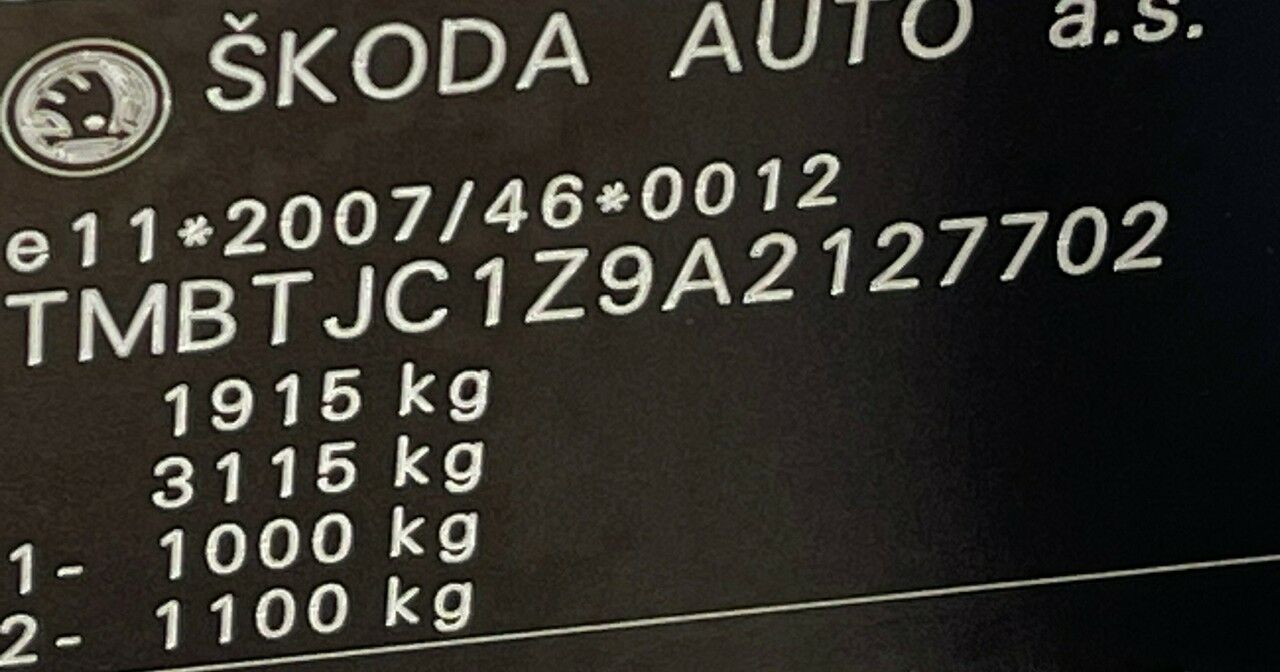 ŠKODA AUTO a.s.
e11*2007/46*0012
TMBTJC1Z9A2127702
1915 kg
3115 kg
1- 1000 kg
2- 1100 kg